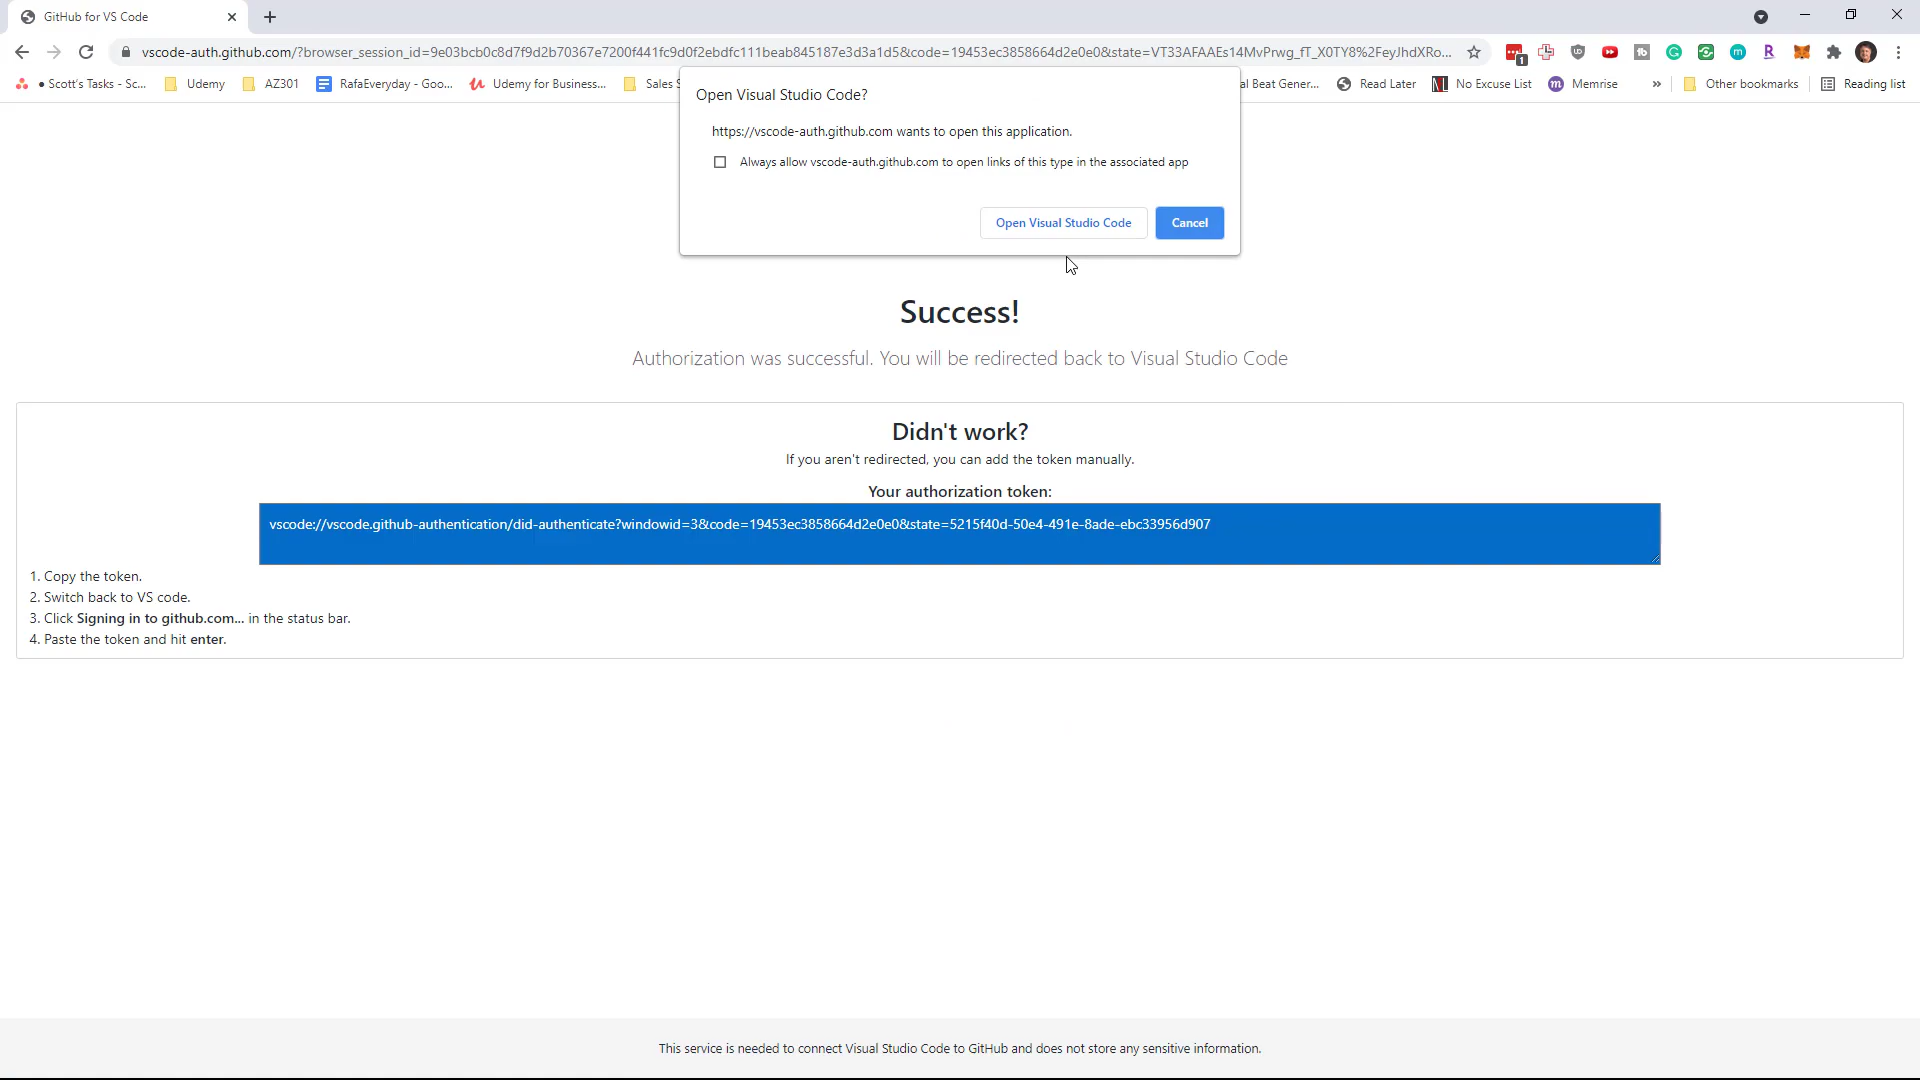 GitHub for VS Code
vscode-auth.github.com/?browser_session_id=9e03bcb0c8d7f9d2b70367e7200f441fc9d0f2ebdfc111beab845187e3d3a1d5&code=19453ec3858664d2e0e0&state=VT33AFAAEs14MvPrwg_fT_X0TY8%2FeyJhdXRo...
1
• Scott's Tasks - Sc...
Udemy
AZ301
RafaEveryday - Goo...
Udemy for Business...
Sales S
al Beat Gener...
Read Later
No Excuse List
Memrise
»
Other bookmarks
Reading list
Open Visual Studio Code?
https://vscode-auth.github.com wants to open this application.
Always allow vscode-auth.github.com to open links of this type in the associated app
Open Visual Studio Code
Cancel
Success!
Authorization was successful. You will be redirected back to Visual Studio Code
Didn't work?
If you aren't redirected, you can add the token manually.
Your authorization token:
vscode://vscode.github-authentication/did-authenticate?windowid=3&code=19453ec3858664d2e0e0&state=5215f40d-50e4-491e-8ade-ebc33956d907
1. Copy the token.
2. Switch back to VS code.
3. Click Signing in to github.com... in the status bar.
4. Paste the token and hit enter.
This service is needed to connect Visual Studio Code to GitHub and does not store any sensitive information.